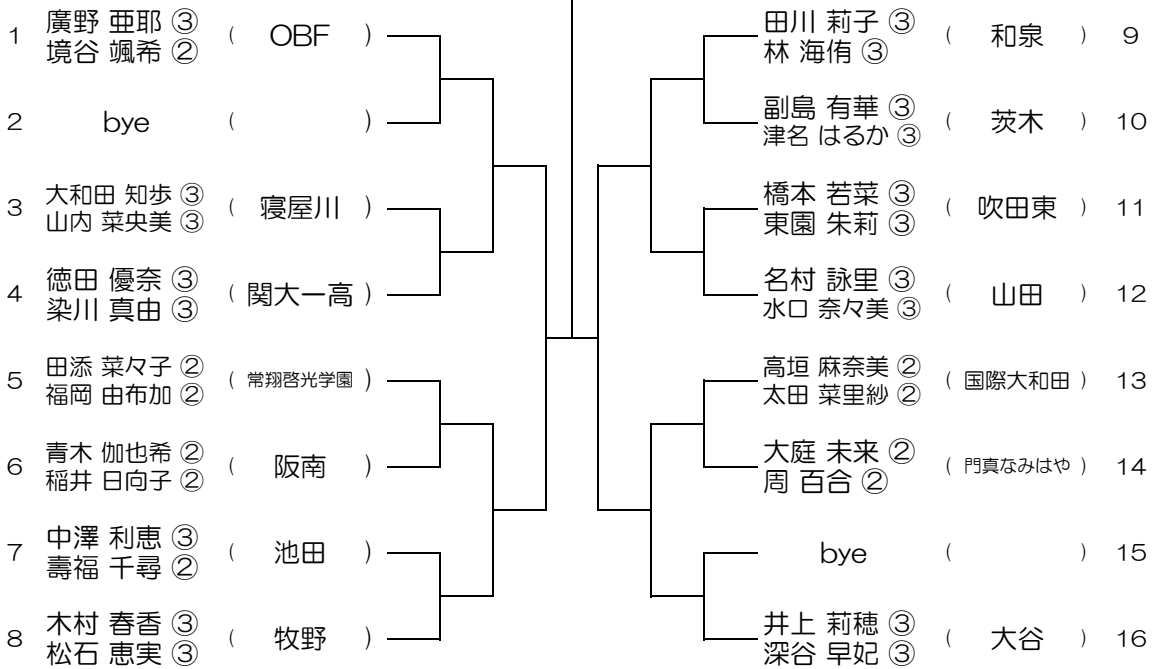 1 廣野 亜耶 ③ ( OBF )
境谷 颯希 ②
2 bye ( )
3 大和田 知歩 ③ ( 寝屋川 )
山内 菜央美 ③
4 徳田 優奈 ③ ( 関大一高 )
染川 真由 ③
5 田添 菜々子 ② ( 常翔啓光学園 )
福岡 由布加 ②
6 青木 伽也希 ② ( 阪南 )
稲井 日向子 ②
7 中澤 利恵 ③ ( 池田 )
壽福 千尋 ②
8 木村 春香 ③ ( 牧野 )
松石 恵実 ③
田川 莉子 ③ ( 和泉 ) 9
林 海侑 ③
副島 有華 ③ ( 茨木 ) 10
津名 はるか ③
橋本 若菜 ③ ( 吹田東 ) 11
東園 朱莉 ③
名村 詠里 ③ ( 山田 ) 12
水口 奈々美 ③
高垣 麻奈美 ② ( 国際大和田 ) 13
太田 菜里紗 ②
大庭 未来 ② ( 門真なみはや ) 14
周 百合 ②
bye ( ) 15
井上 莉穂 ③ ( 大谷 ) 16
深谷 早妃 ③